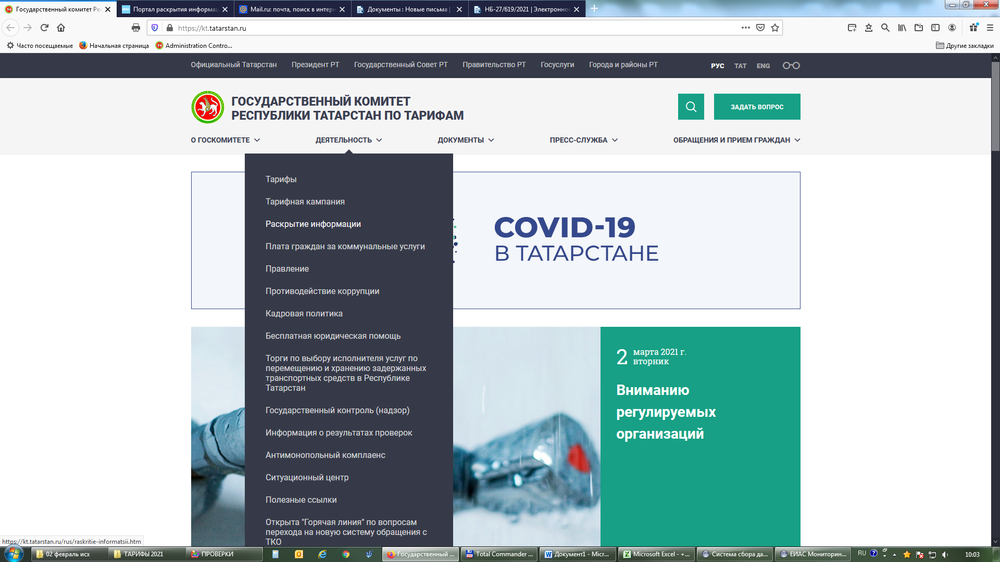 Государственный комитет Рес
Портал раскрытия информац
Mail.ru: почта, поиск в интерн
Документы : Новые письма |
НБ-27/619/2021 | Электронное
https://kt.tatarstan.ru
Часто посещаемые
Начальная страница
Administration Contro...
Другие закладки
Официальный Татарстан
Президент РТ
Государственный Совет РТ
Правительство РТ
Госуслуги
Города и районы РТ
РУС
ТАТ
ENG
ГОСУДАРСТВЕННЫЙ КОМИТЕТ
РЕСПУБЛИКИ ТАТАРСТАН ПО ТАРИФАМ
ЗАДАТЬ ВОПРОС
О ГОСКОМИТЕТЕ
ДЕЯТЕЛЬНОСТЬ
ДОКУМЕНТЫ
ПРЕСС-СЛУЖБА
ОБРАЩЕНИЯ И ПРИЕМ ГРАЖДАН
Тарифы
Тарифная кампания
Раскрытие информации
Плата граждан за коммунальные услуги
Правление
Противодействие коррупции
Кадровая политика
Бесплатная юридическая помощь
Торги по выбору исполнителя услуг по
перемещению и хранению задержанных
транспортных средств в Республике
Татарстан
Государственный контроль (надзор)
Информация о результатах проверок
Антимонопольный комплаенс
Ситуационный центр
Полезные ссылки
Открыта "Горячая линия" по вопросам
перехода на новую систему обращения с
ТКО
COVID-19
В ТАТАРСТАНЕ
2
марта 2021 г.
вторник
Вниманию
регулируемых
организаций
https://kt.tatarstan.ru/rus/raskritie-informatsii.htm
02 февраль исх
ТАРИФЫ 2021
ПРОВЕРКИ
Государственный ...
Total Commander ...
Документ1 - Micr...
Microsoft Excel - +...
Система сбора да...
ЕИАС Мониторин...
RU
10:03